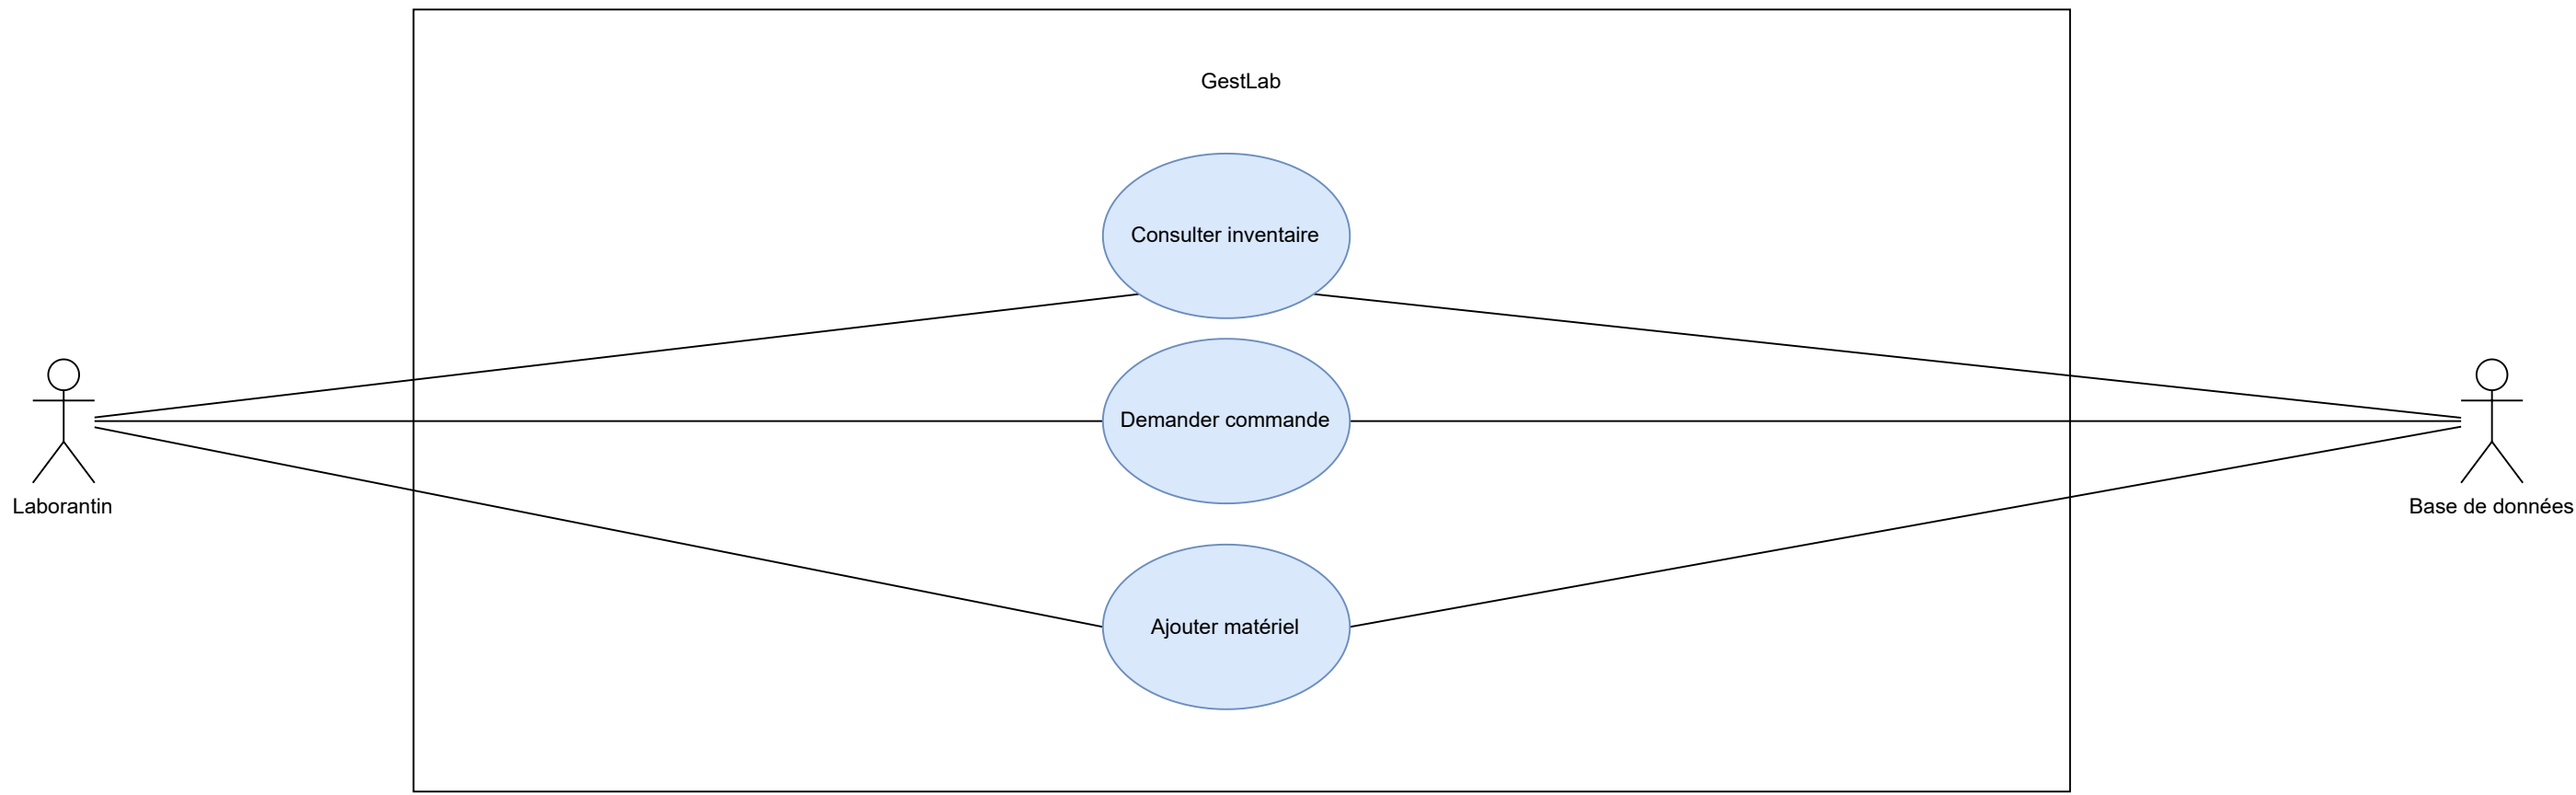 GestLab
Consulter inventaire
Demander commande
Laborantin
Base de données
Ajouter matériel